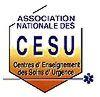 ASSOCIATION
NATIONALE DES
CESU
Centres d'Enseignement
des Soins d'Urgence